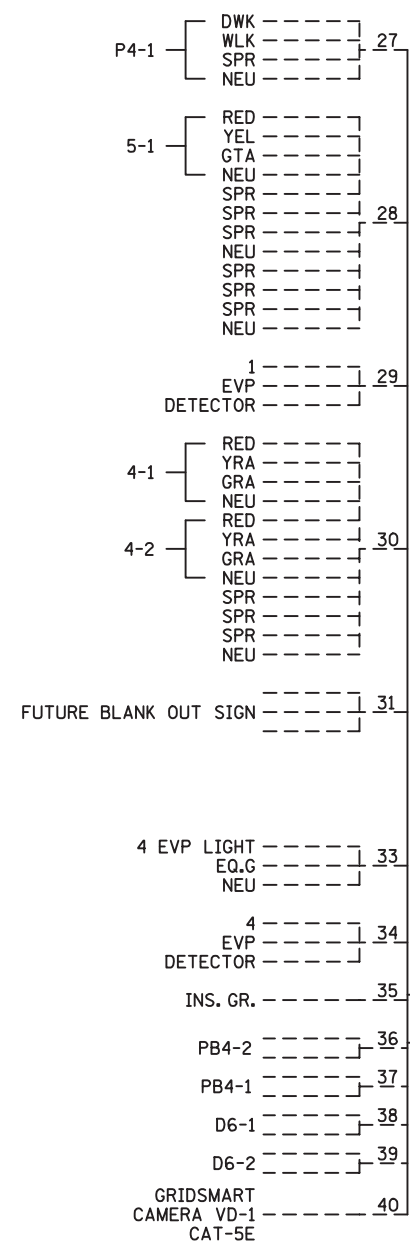 DWK
WLK
27
P4-1
SPR
NEU
RED
YEL
5-1
GTA
NEU
SPR
SPR
28
SPR
NEU
SPR
SPR
SPR
NEU
1
29
EVP
DETECTOR
RED
YRA
4-1
GRA
NEU
RED
YRA
30
4-2
GRA
NEU
SPR
SPR
SPR
NEU
31
FUTURE BLANK OUT SIGN
4 EVP LIGHT
33
EQ.G
NEU
4
34
EVP
DETECTOR
35
INS. GR.
36
PB4-2
37
PB4-1
38
D6-1
39
D6-2
GRIDSMART
40
CAMERA VD-1
CAT-5E